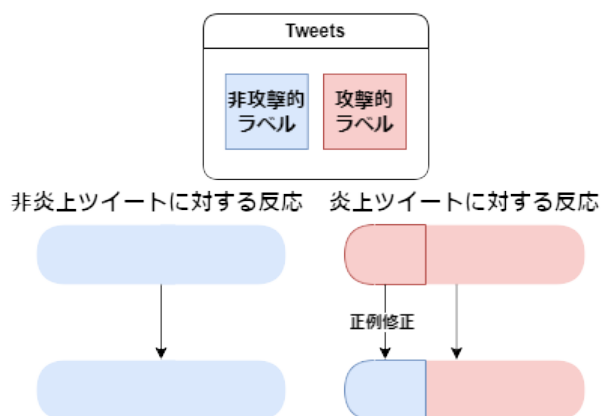 Tweets
非攻撃的
ラベル
攻撃的
ラベル
非炎上ツイートに対する反応
炎上ツイートに対する反応
正例修正